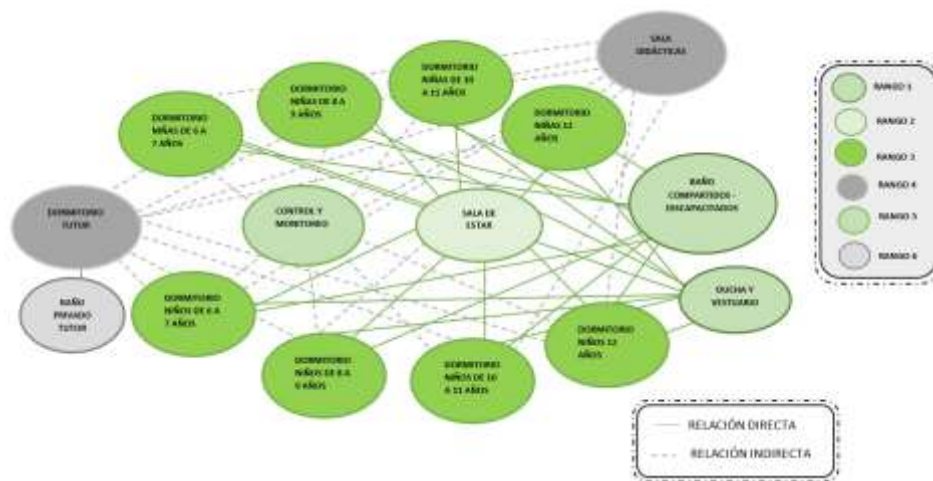 SALA
DIDÁCTICAS
DORMITORIO
NIÑAS DE 10
A 11 AÑOS
DORMITORIO
NIÑAS DE 8 A
9 AÑOS
DORMITORIO
NIÑAS 12
AÑOS
DORMITORIO
NIÑAS DE 6 A
7 AÑOS
BAÑO
COMPARTIDOS -
DISCAPACITADOS
DORMITORIO
TUTOR
CONTROL Y
MONITOREO
SALA DE
ESTAR
BAÑO
PRIVADO
TUTOR
DORMITORIO
NIÑOS DE 6 A
7 AÑOS
DUCHA Y
VESTUARIO
DORMITORIO
NIÑOS DE 8 A
9 AÑOS
DORMITORIO
NIÑOS DE 10
A 11 AÑOS
DORMITORIO
NIÑOS 12
AÑOS
RANGO 1
RANGO 2
RANGO 3
RANGO 4
RANGO 5
RANGO 6
RELACIÓN DIRECTA
RELACIÓN INDIRECTA